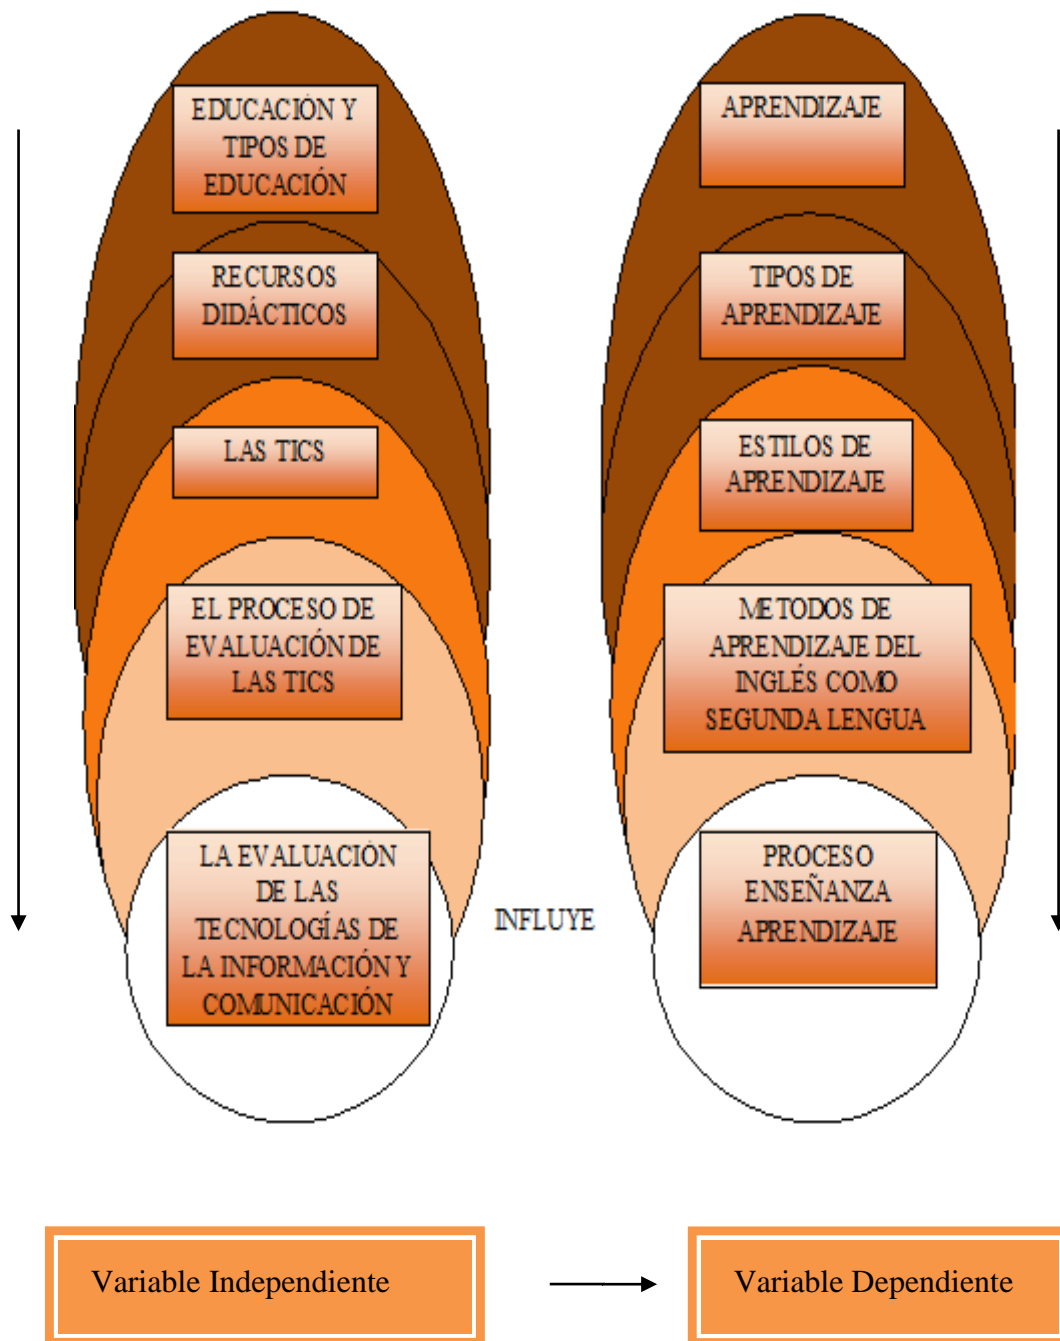 EDUCACIÓN Y
TIPOS DE
EDUCACIÓN
RECURSOS
DIDÁCTICOS
LAS TICS
EL PROCESO DE
EVALUACIÓN DE
LAS TICS
LA EVALUACIÓN
DE LAS
TECNOLOGÍAS DE
LA INFORMACIÓN Y
COMUNICACIÓN
INFLUYE
APRENDIZAJE
TIPOS DE
APRENDIZAJE
ESTILOS DE
APRENDIZAJE
METODOS DE
APRENDIZAJE DEL
INGLÉS COMO
SEGUNDA LENGUA
PROCESO
ENSEÑANZA
APRENDIZAJE
Variable Independiente
Variable Dependiente